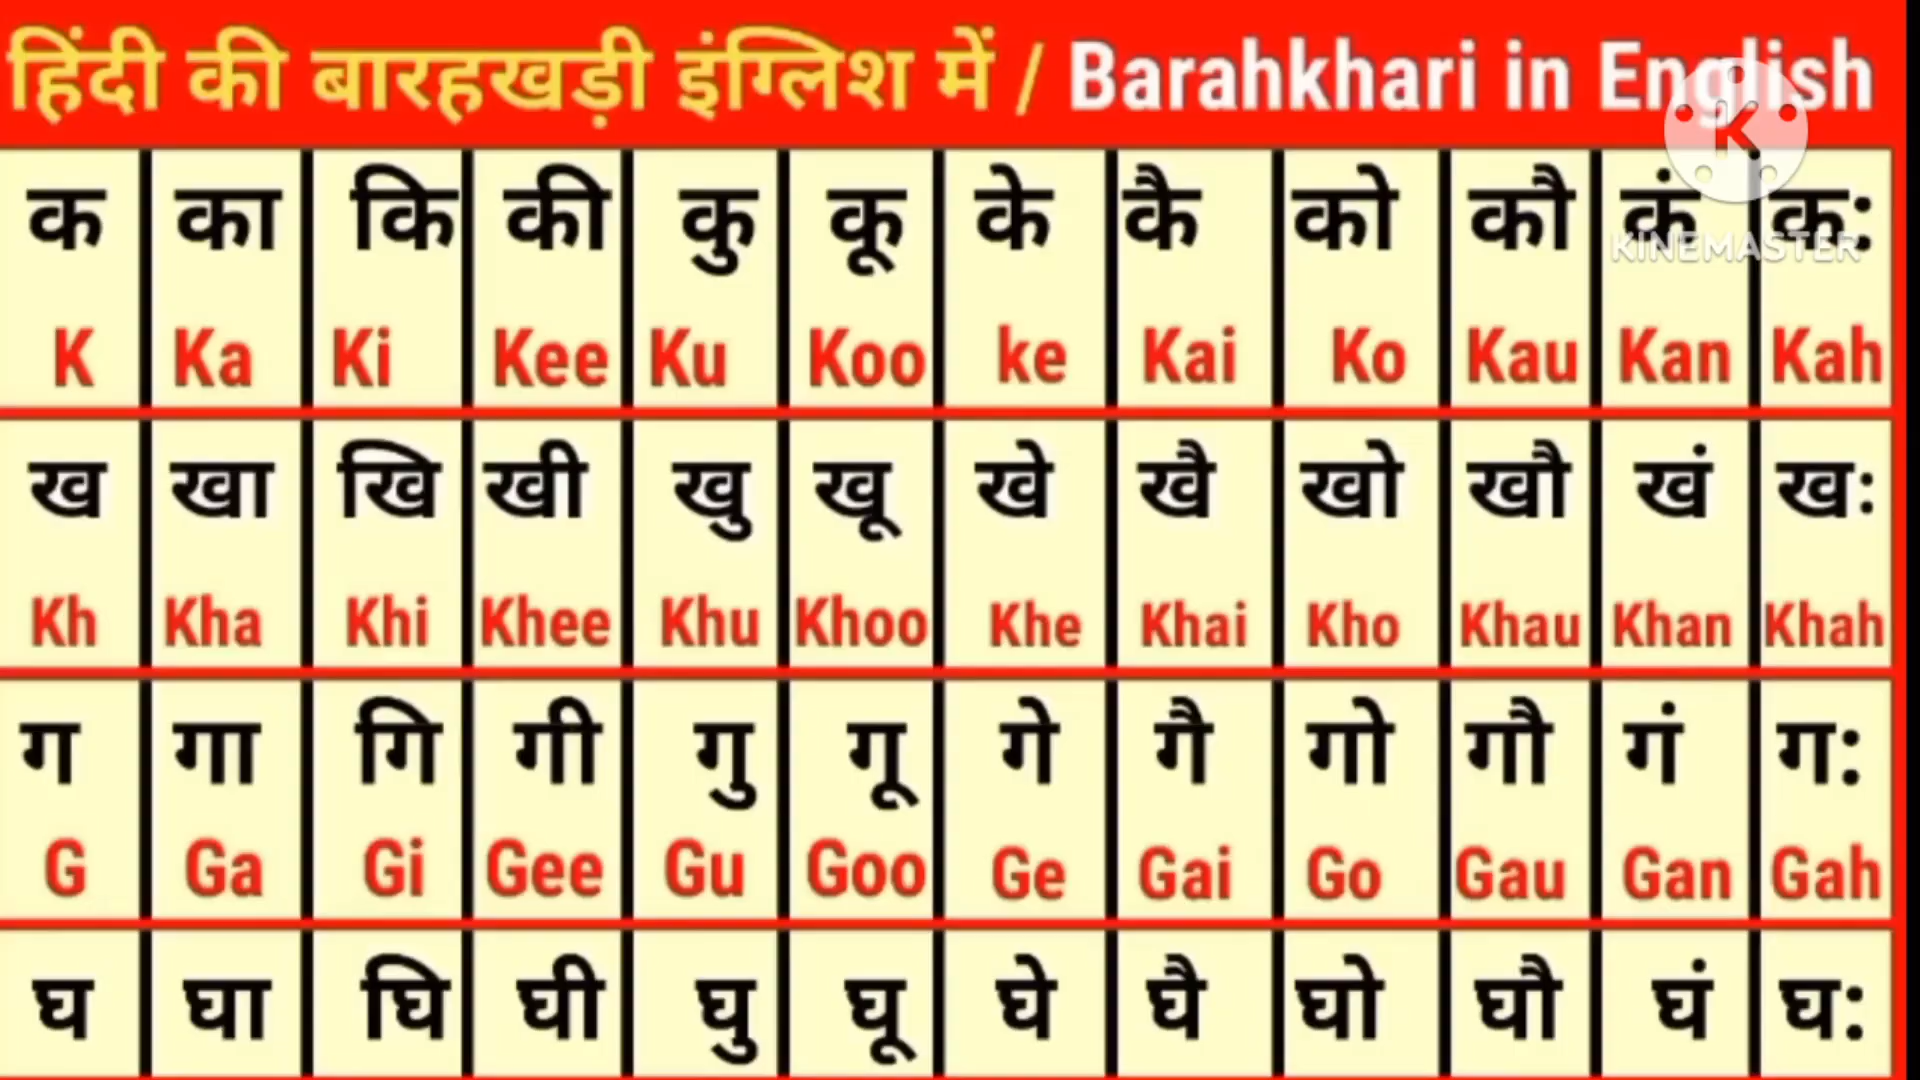 हिंदी की बारहखड़ी इंग्लिश में / Barahkhari in English
क का कि की कु कू के कै को कौ कं क:
KINEMASTER
K Ka Ki Kee Ku Koo ke Kai Ko Kau Kan Kah
ख खा खि खी खु खू खे खै खो खौ खं ख:
Kh Kha Khi Khee Khu Khoo Khe Khai Kho Khau Khan Khah
ग गा गि गी गु गू गे गै गो गौ गं ग:
G Ga Gi Gee Gu Goo Ge Gai Go Gau Gan Gah
घ घा घि घी घु घू घे घै घो घौ घं घ: